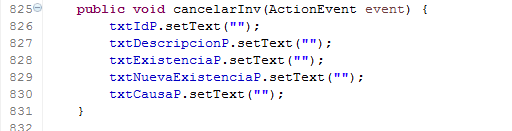 825 public void cancelarInv(ActionEvent event) {
826 txtIdP.setText("");
827 txtDescripcionP.setText("");
828 txtExistenciaP.setText("");
829 txtNuevaExistenciaP.setText("");
830 txtCausaP.setText("");
831 }
832